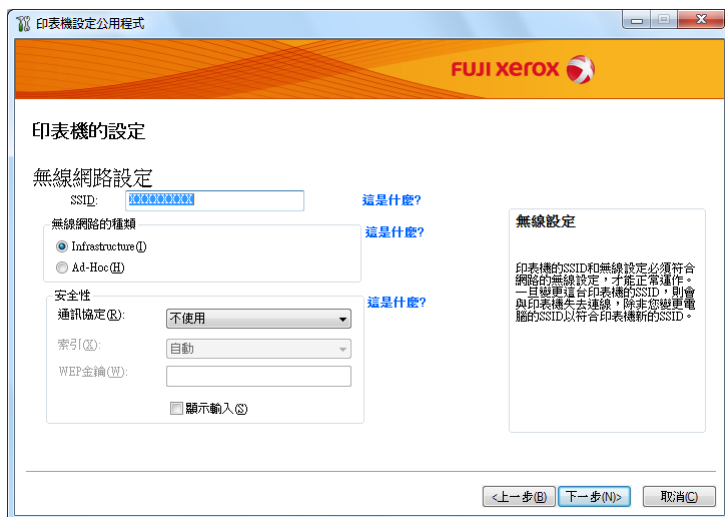 印表機設定公用程式
FUJI xerox
印表機的設定
無線網路設定
SSID: XXXXXXXX 這是什麼?
無線網路的種類 這是什麼?
Infrastructure(I)
Ad-Hoc(H)
安全性 這是什麼?
通訊協定(R): 不使用
索引(X): 自動
WEP金鑰(W):
顯示輸入(S)
無線設定
印表機的SSID和無線設定必須符合
網路的無線設定，才能正常運作。
一旦變更這台印表機的SSID，則會
與印表機失去連線，除非您變更電
腦的SSID以符合印表機新的SSID。
<上一步(B) 下一步(N)> 取消(C)